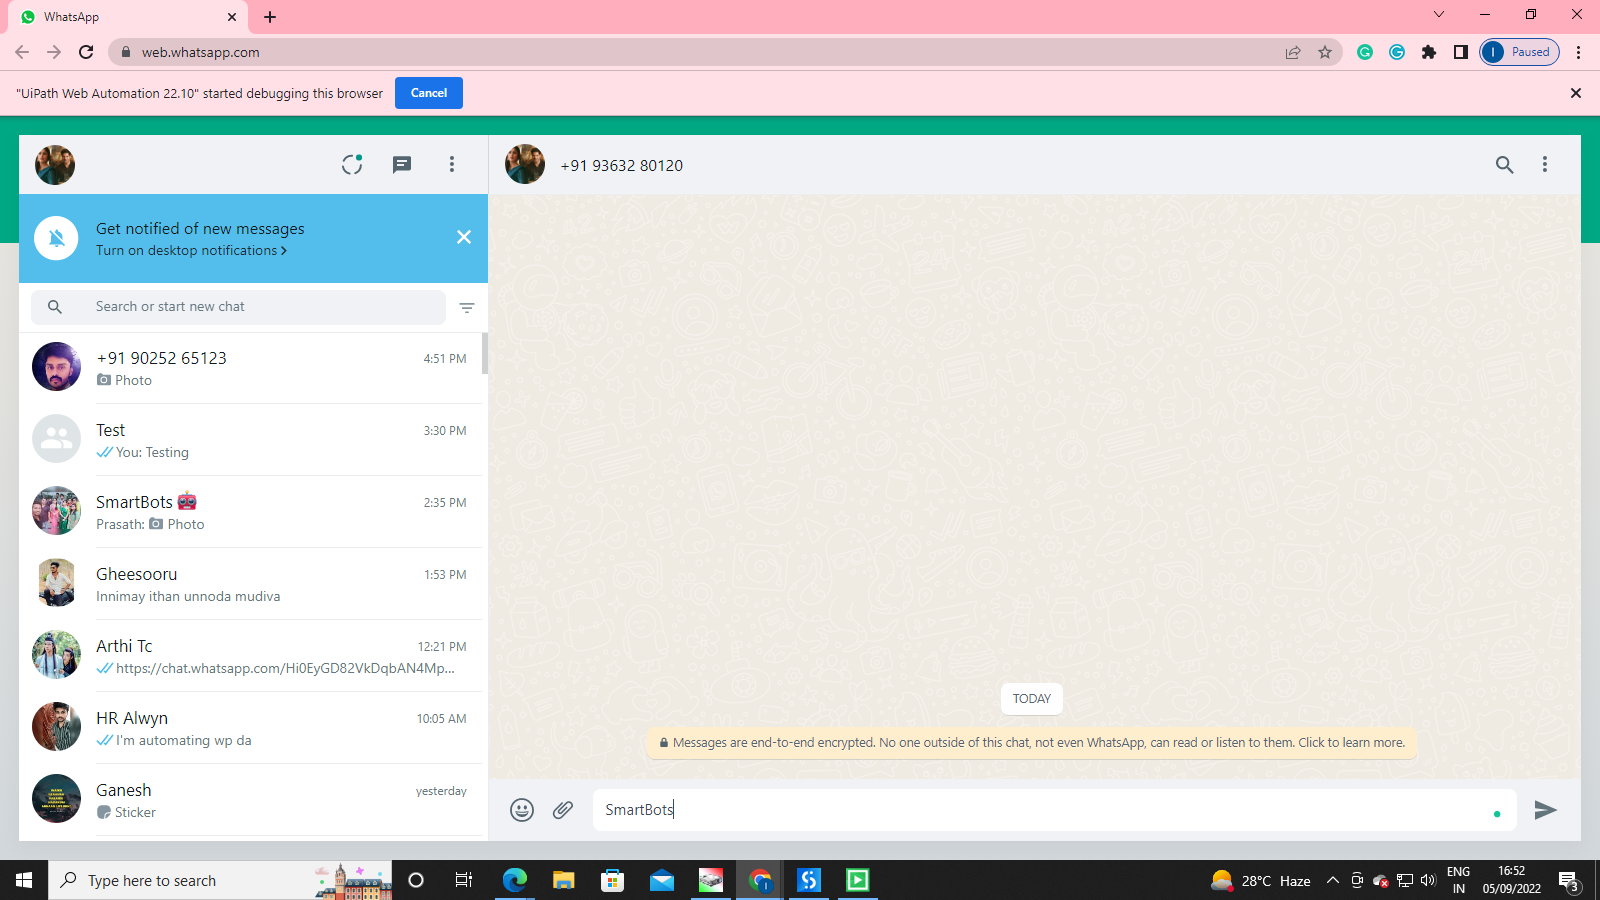 WhatsApp
web.whatsapp.com
I
Paused
"UiPath Web Automation 22.10" started debugging this browser
Cancel
+91 93632 80120
Get notified of new messages
Turn on desktop notifications
Search or start new chat
+91 90252 65123
4:51 PM
Photo
Test
3:30 PM
You: Testing
SmartBots 🤖
2:35 PM
Prasath: Photo
Gheesooru
1:53 PM
Innimay ithan unnoda mudiva
Arthi Tc
12:21 PM
https://chat.whatsapp.com/Hi0EyGD82VkDqbAN4Mp...
HR Alwyn
10:05 AM
I'm automating wp da
Ganesh
yesterday
Sticker
TODAY
Messages are end-to-end encrypted. No one outside of this chat, not even WhatsApp, can read or listen to them. Click to learn more.
SmartBots
Type here to search
28°C Haze
ENG
IN
16:52
05/09/2022
3